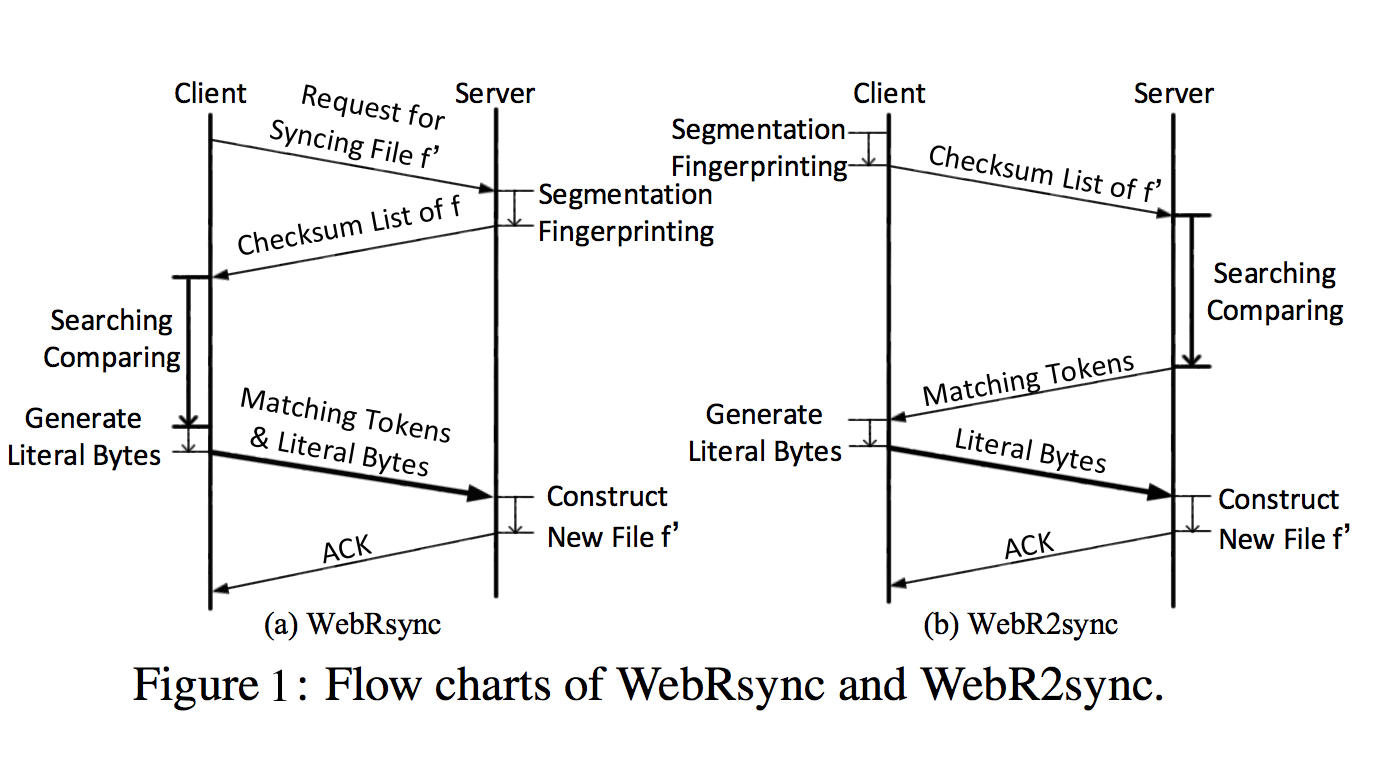 Client
Server
Request for
Syncing File f’
Segmentation
Fingerprinting
Checksum List of f
Searching
Comparing
Generate
Literal Bytes
Matching Tokens
& Literal Bytes
Construct
New File f’
ACK
(a) WebRsync
Client
Server
Segmentation
Fingerprinting
Checksum List of f’
Searching
Comparing
Matching Tokens
Generate
Literal Bytes
Literal Bytes
Construct
New File f’
ACK
(b) WebR2sync
Figure 1: Flow charts of WebRsync and WebR2sync.